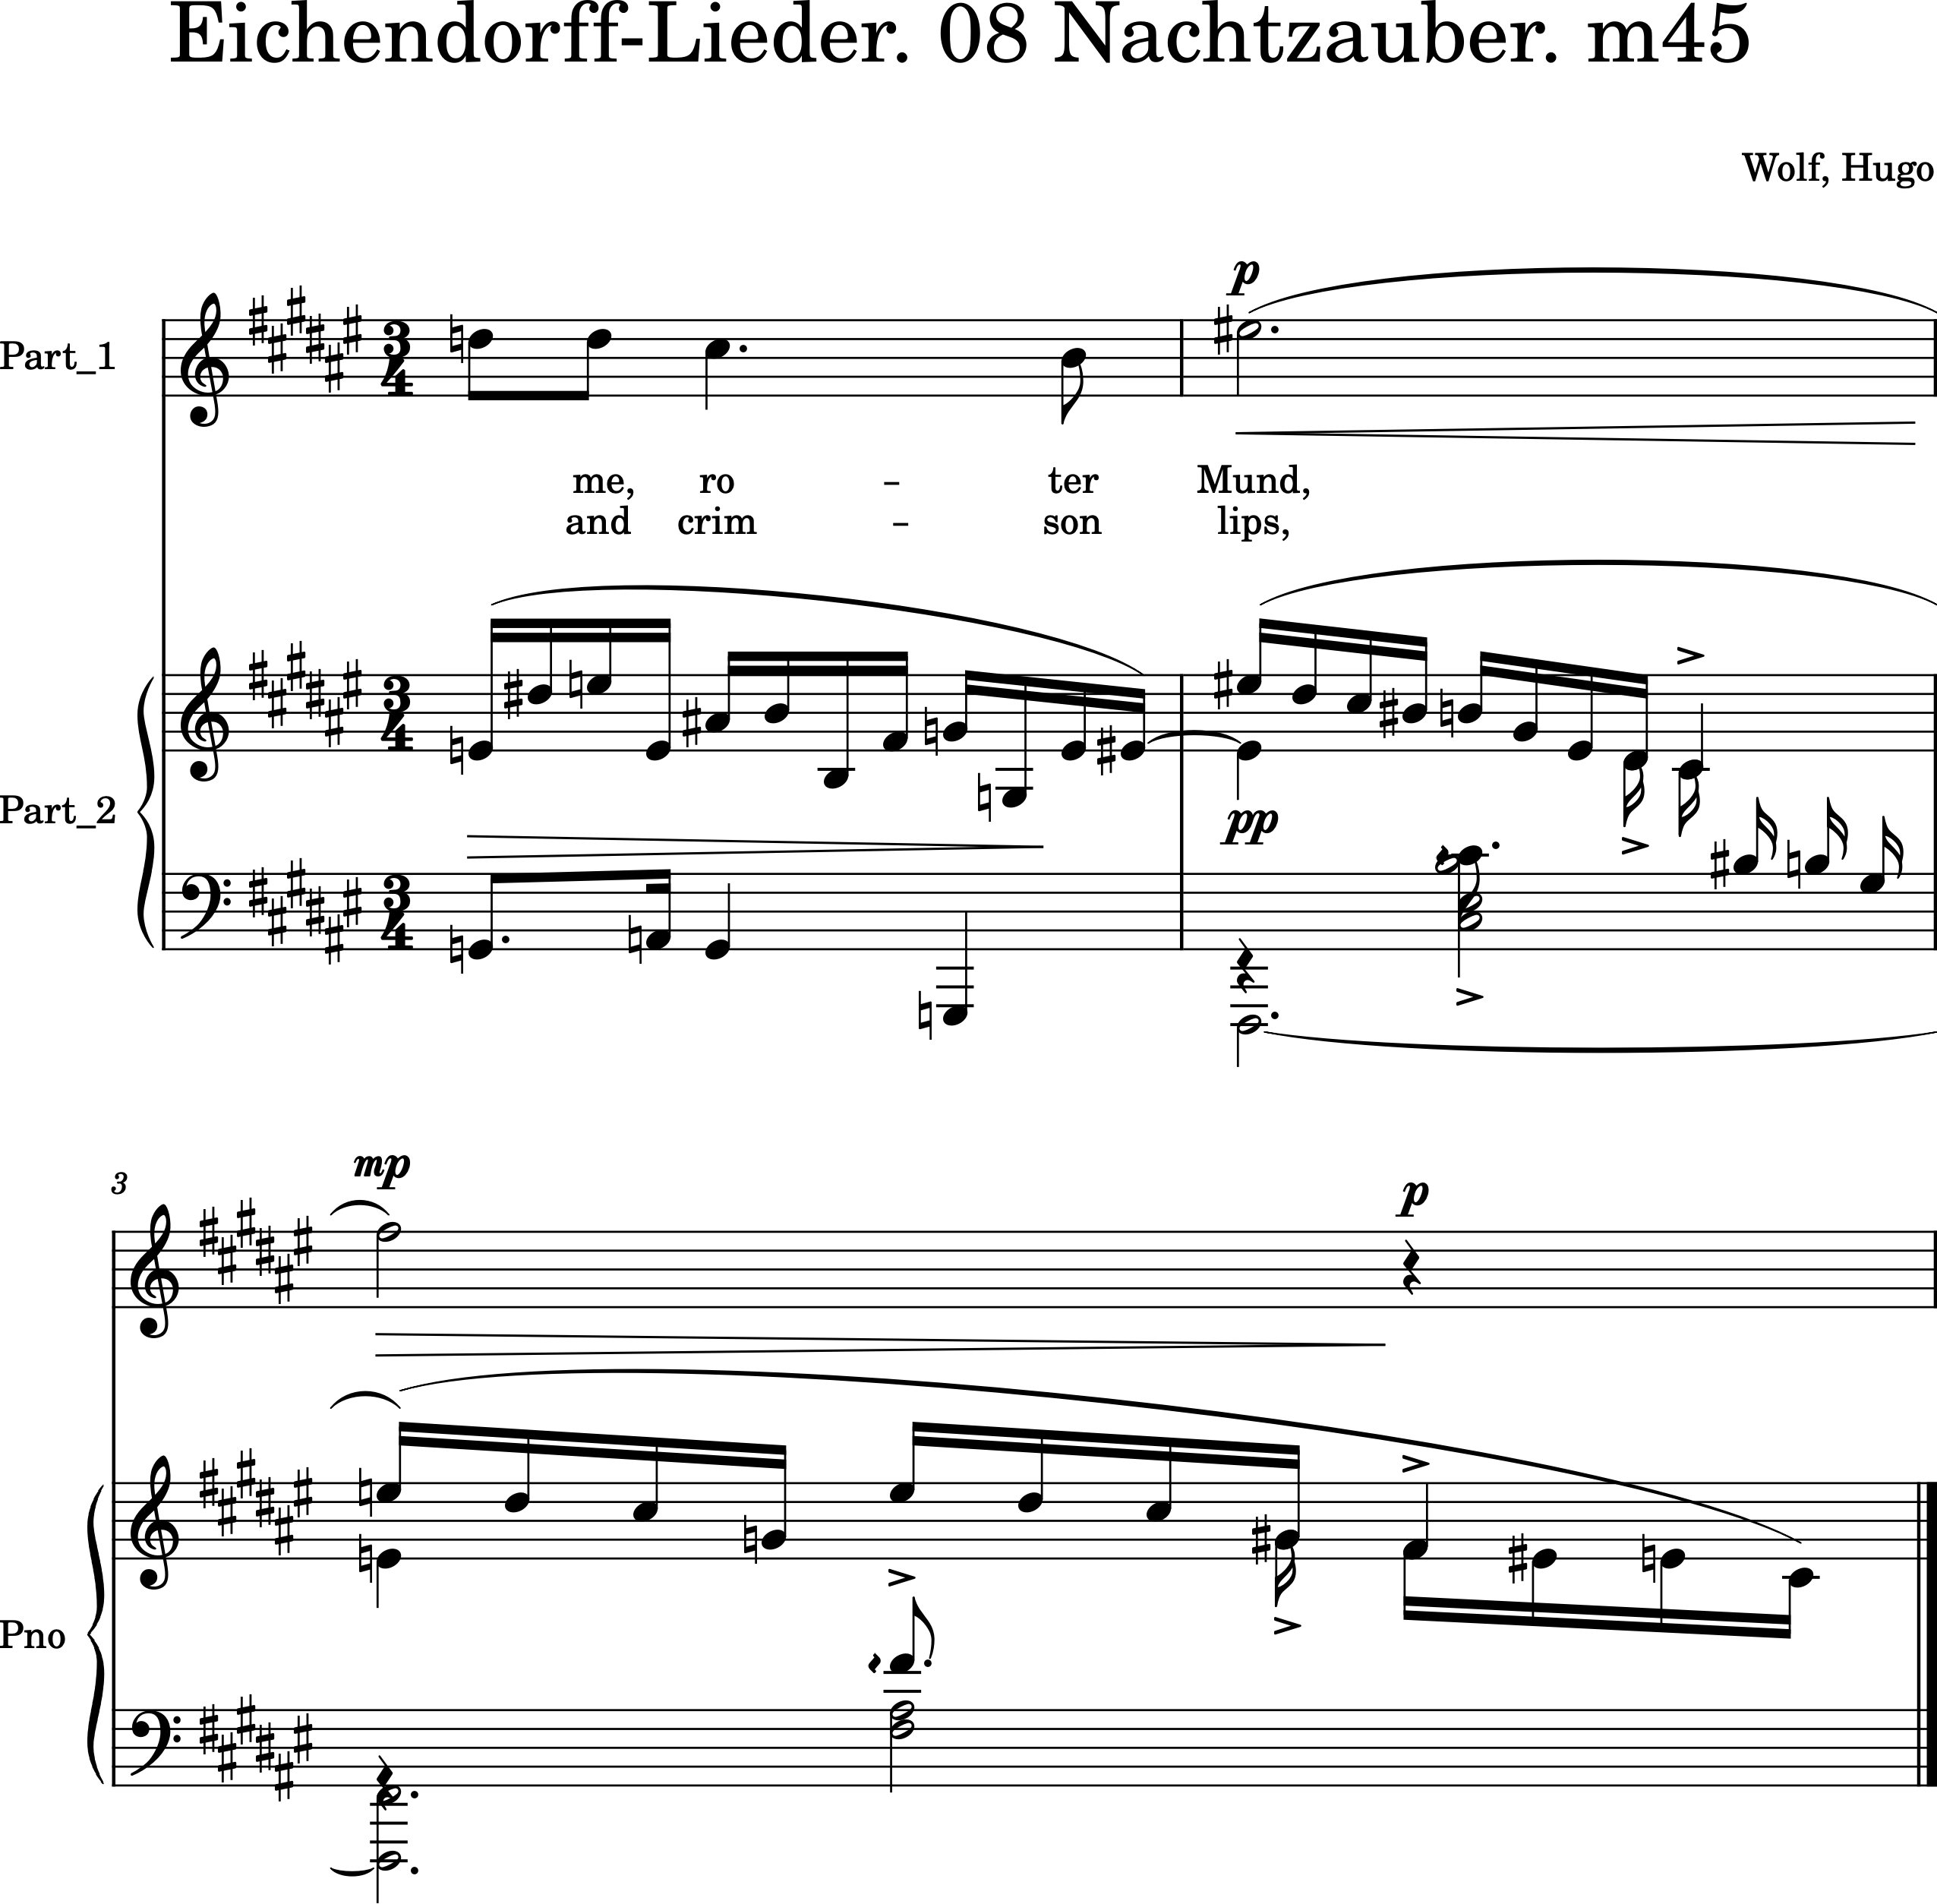 Eichendorff-Lieder. 08 Nachtzauber. m45
Wolf, Hugo
p
Part_1
me, ro - ter Mund,
and crim - son lips,
Part_2
pp
3
mp
p
Pno